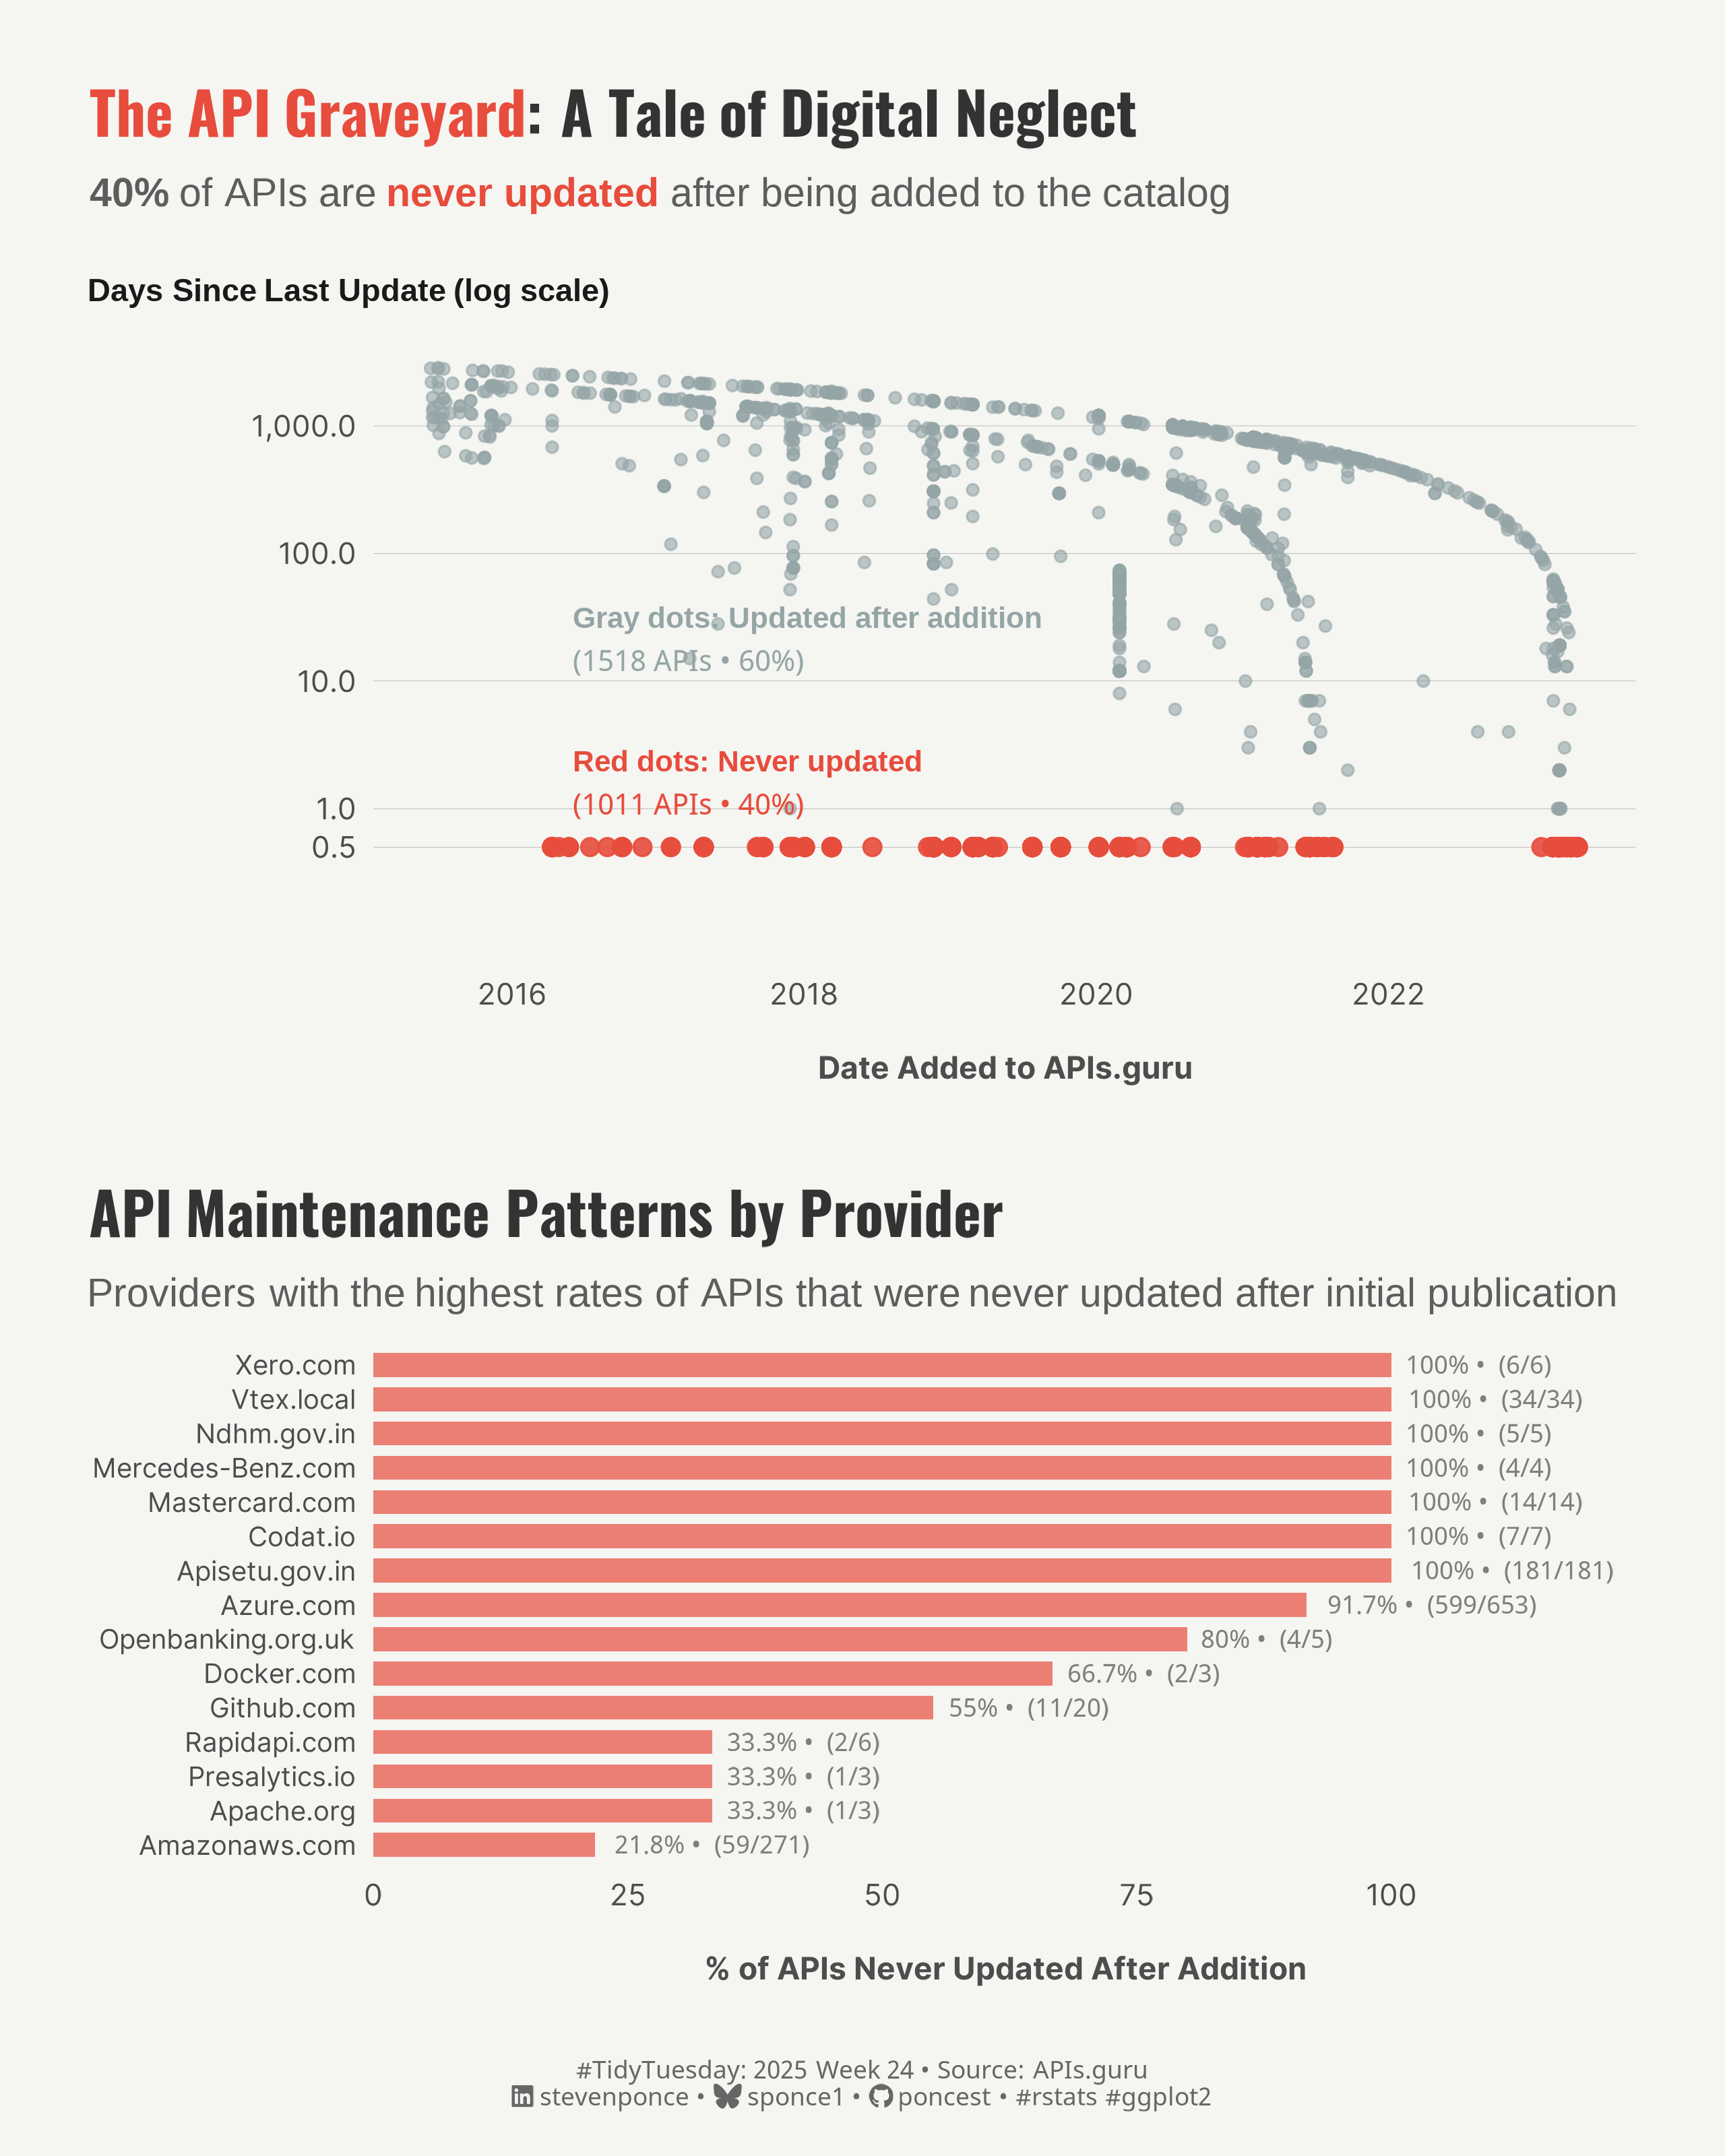 The API Graveyard: A Tale of Digital Neglect
40% of APIs are never updated after being added to the catalog
Days Since Last Update (log scale)
1,000.0
100.0
Gray dots: Updated after addition
(1518 APIs • 60%)
10.0
Red dots: Never updated
(1011 APIs • 40%)
1.0
0.5
2016 2018 2020 2022
Date Added to APIs.guru
API Maintenance Patterns by Provider
Providers with the highest rates of APIs that were never updated after initial publication
Xero.com 100% • (6/6)
Vtex.local 100% • (34/34)
Ndhm.gov.in 100% • (5/5)
Mercedes-Benz.com 100% • (4/4)
Mastercard.com 100% • (14/14)
Codat.io 100% • (7/7)
Apisetu.gov.in 100% • (181/181)
Azure.com 91.7% • (599/653)
Openbanking.org.uk 80% • (4/5)
Docker.com 66.7% • (2/3)
Github.com 55% • (11/20)
Rapidapi.com 33.3% • (2/6)
Presalytics.io 33.3% • (1/3)
Apache.org 33.3% • (1/3)
Amazonaws.com 21.8% • (59/271)
0 25 50 75 100
% of APIs Never Updated After Addition
#TidyTuesday: 2025 Week 24 • Source: APIs.guru
stevenponce • sponce1 • poncest • #rstats #ggplot2